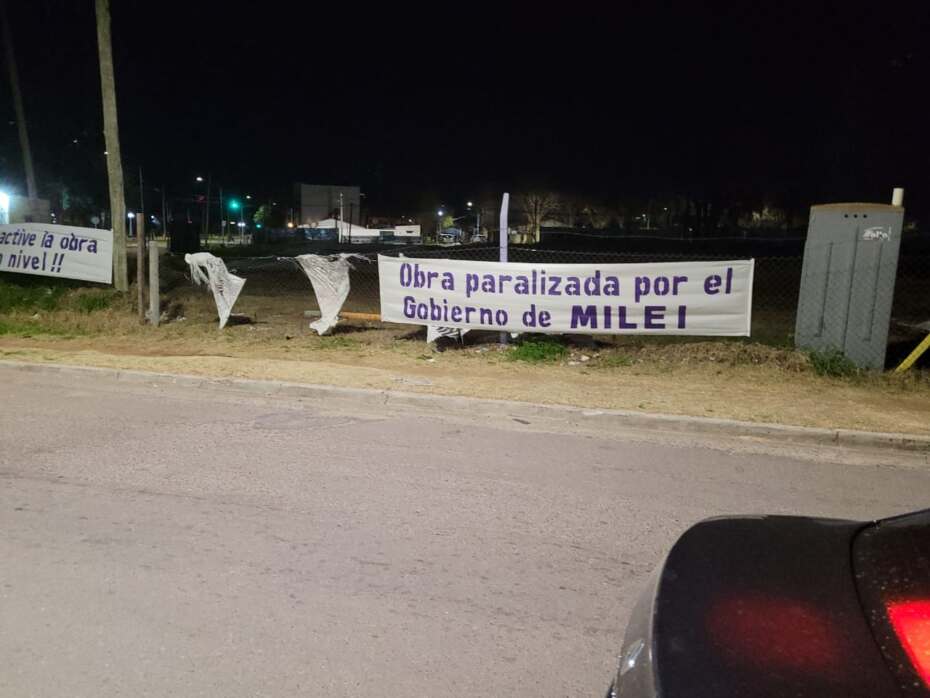 active la obra
nivel!!
Obra paralizada por el
Gobierno de MILEI